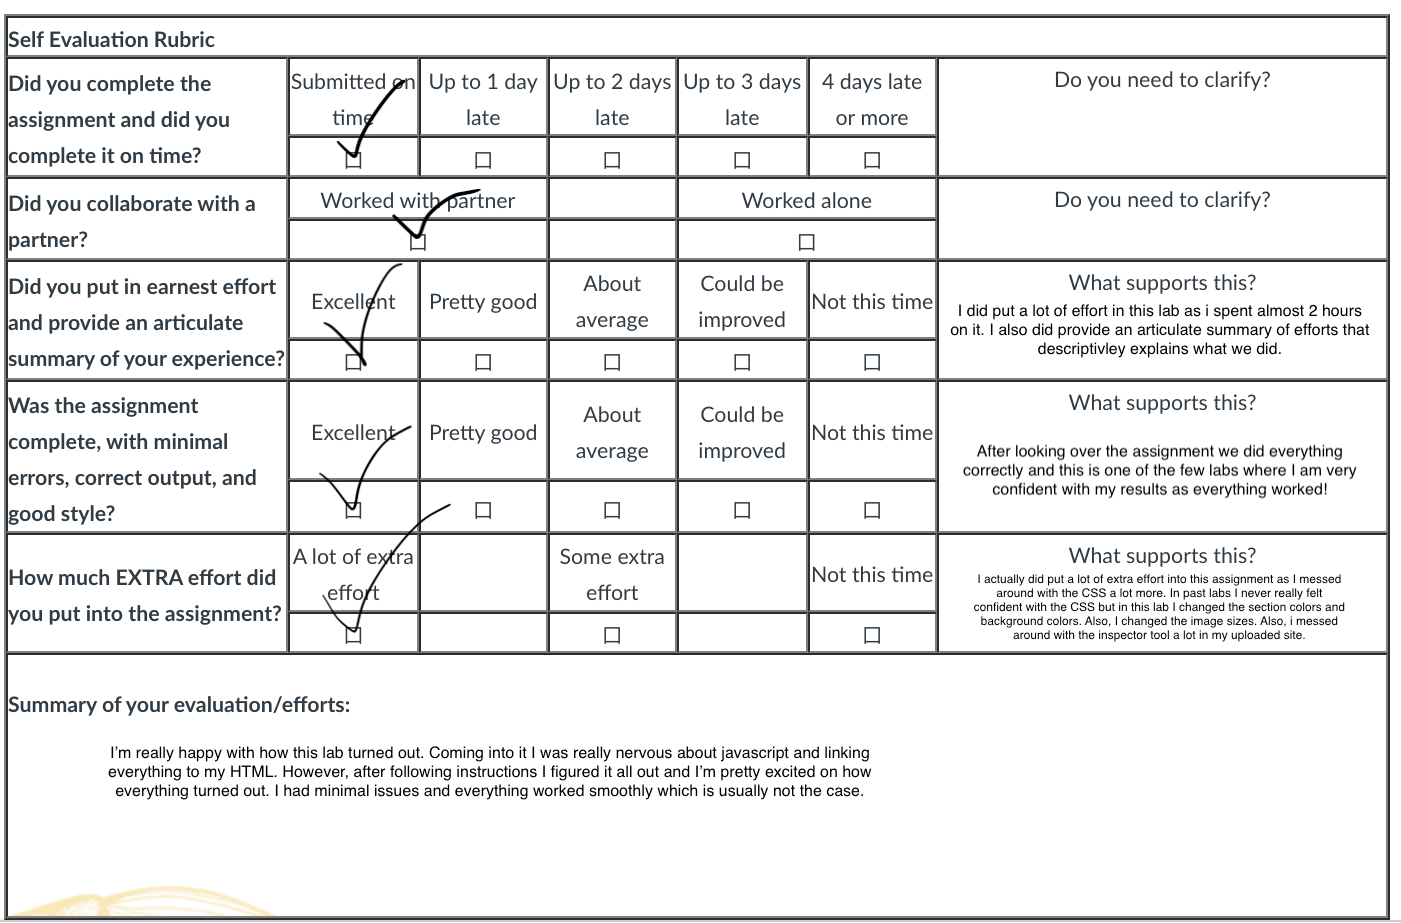 Self Evaluation Rubric
Did you complete the
assignment and did you
complete it on time?
Submitted on
time
Up to 1 day
late
Up to 2 days
late
Up to 3 days
late
4 days late
or more
Do you need to clarify?
Did you collaborate with a
partner?
Worked with partner
Worked alone
Do you need to clarify?
Did you put in earnest effort
and provide an articulate
summary of your experience?
Excellent
Pretty good
About
average
Could be
improved
Not this time
What supports this?
I did put a lot of effort in this lab as i spent almost 2 hours
on it. I also did provide an articulate summary of efforts that
descriptivley explains what we did.
Was the assignment
complete, with minimal
errors, correct output, and
good style?
Excellent
Pretty good
About
average
Could be
improved
Not this time
What supports this?
After looking over the assignment we did everything
correctly and this is one of the few labs where I am very
confident with my results as everything worked!
How much EXTRA effort did
you put into the assignment?
A lot of extra
effort
Some extra
effort
Not this time
What supports this?
I actually did put a lot of extra effort into this assignment as I messed
around with the CSS a lot more. In past labs I never really felt
confident with the CSS but in this lab I changed the section colors and
background colors. Also, I changed the image sizes. Also, i messed
around with the inspector tool a lot in my uploaded site.
Summary of your evaluation/efforts:
I'm really happy with how this lab turned out. Coming into it I was really nervous about javascript and linking
everything to my HTML. However, after following instructions I figured it all out and I'm pretty excited on how
everything turned out. I had minimal issues and everything worked smoothly which is usually not the case.